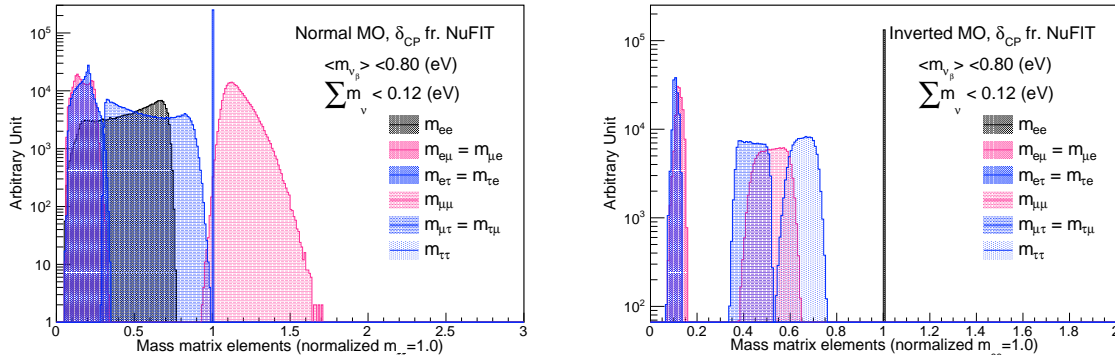 Normal MO, δCP fr. NuFIT
<mνβ> <0.80 (eV)
∑mν < 0.12 (eV)
mee
meμ = mμe
meτ = mτe
mμμ
mμτ = mτμ
mττ
Arbitrary Unit
10⁵
10⁴
10³
10²
10
1
0 0.5 1 1.5 2 2.5 3
Mass matrix elements (normalized mττ=1.0)
Inverted MO, δCP fr. NuFIT
<mνβ> <0.80 (eV)
∑mν < 0.12 (eV)
mee
meμ = mμe
meτ = mτe
mμμ
mμτ = mτμ
mττ
Arbitrary Unit
10⁵
10⁴
10³
10²
0 0.2 0.4 0.6 0.8 1 1.2 1.4 1.6 1.8 2
Mass matrix elements (normalized m =1.0)